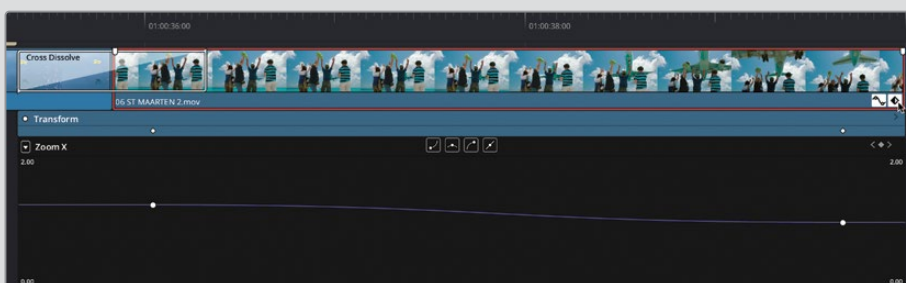 01:00:36:00
01:00:38:00
Cross Dissolve
06 ST MAARTEN 2.mov
Transform
Zoom X
2.00
2.00
0.00
0.00